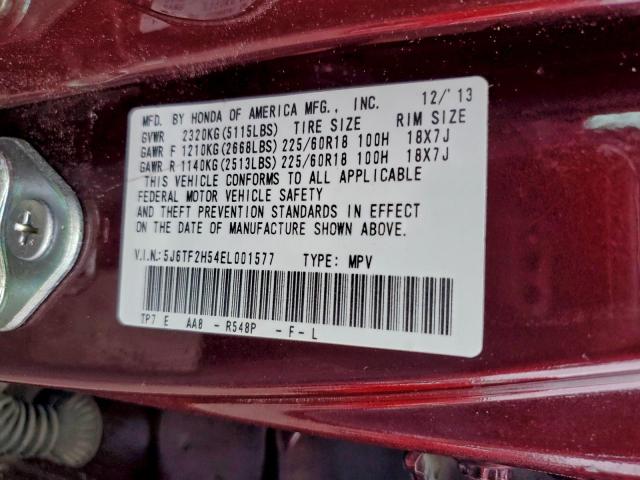 MFD. BY HONDA OF AMERICA MFG., INC. 12/'13
GVWR 2320KG(5115LBS) TIRE SIZE RIM SIZE
GAWR F 1210KG(2668LBS) 225/60R18 100H 18X7J
GAWR R 1140KG(2513LBS) 225/60R18 100H 18X7J
THIS VEHICLE CONFORMS TO ALL APPLICABLE
FEDERAL MOTOR VEHICLE SAFETY
AND THEFT PREVENTION STANDARDS IN EFFECT
ON THE DATE OF MANUFACTURE SHOWN ABOVE.
V.I.N.:5J6TF2H54EL001577 TYPE: MPV
TP7 E AA8 - R548P - F - L